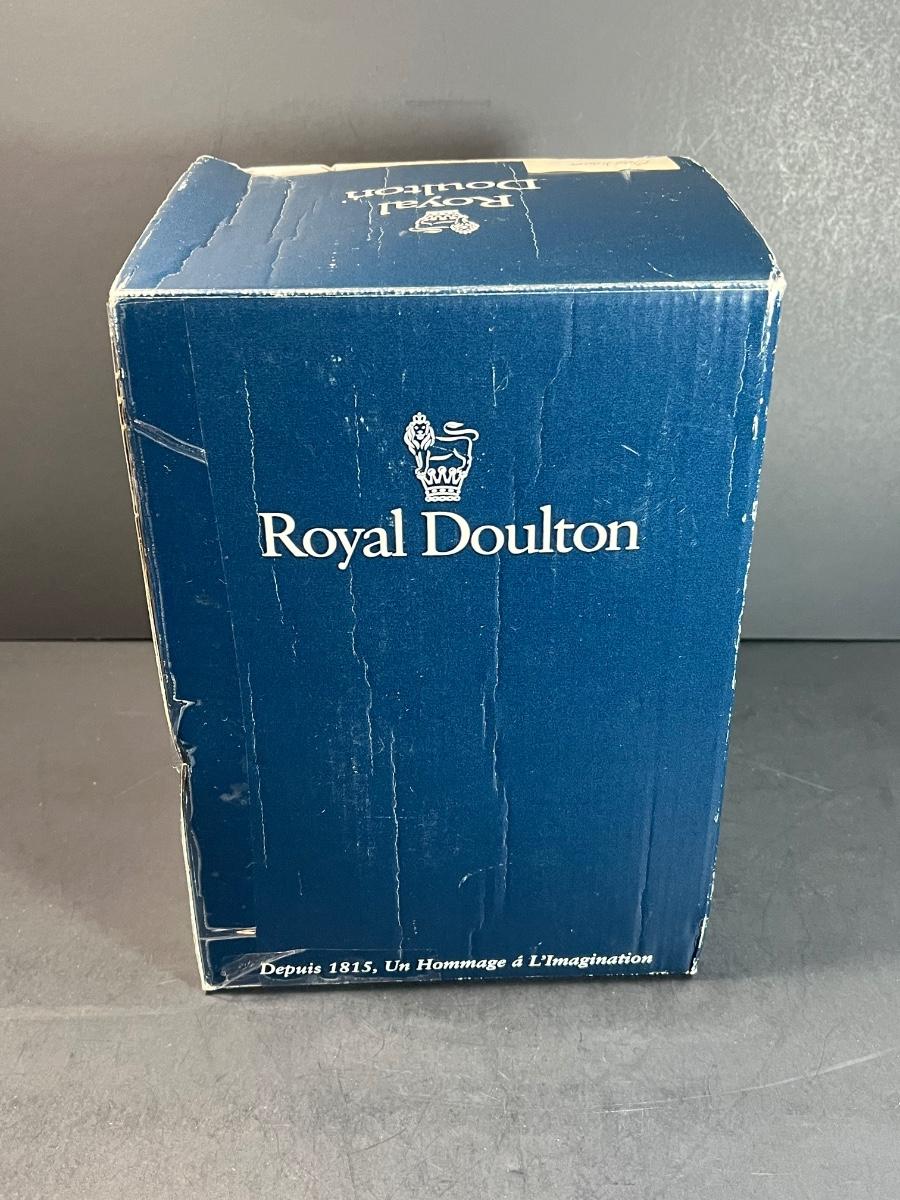 Royal
Doulton
Royal Doulton
Depuis 1815, Un Hommage á L'Imagination